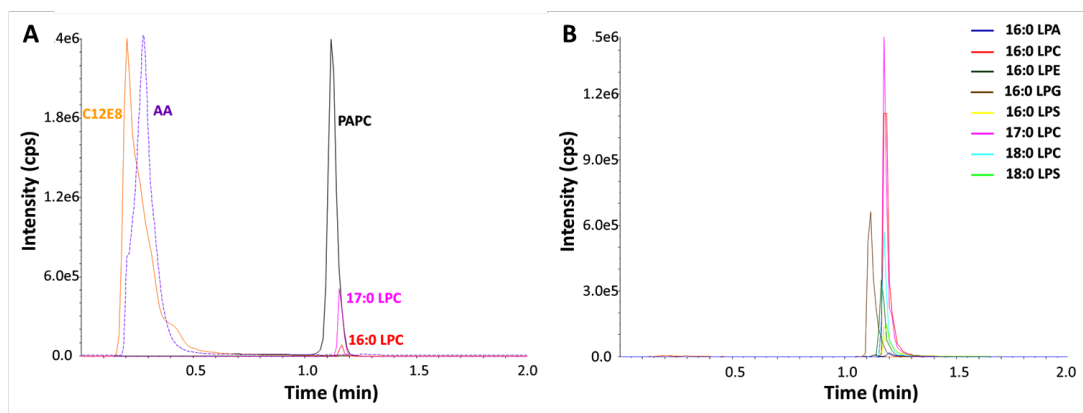 A
.4e6
1.8e6
1.2e6
6.0e5
0.0
Intensity (cps)
C12E8
AA
PAPC
17:0 LPC
16:0 LPC
0.5
1.0
1.5
2.0
Time (min)
B
.5e6
1.2e6
9.0e5
6.0e5
3.0e5
0.0
Intensity (cps)
16:0 LPA
16:0 LPC
16:0 LPE
16:0 LPG
16:0 LPS
17:0 LPC
18:0 LPC
18:0 LPS
0.5
1.0
1.5
2.0
Time (min)